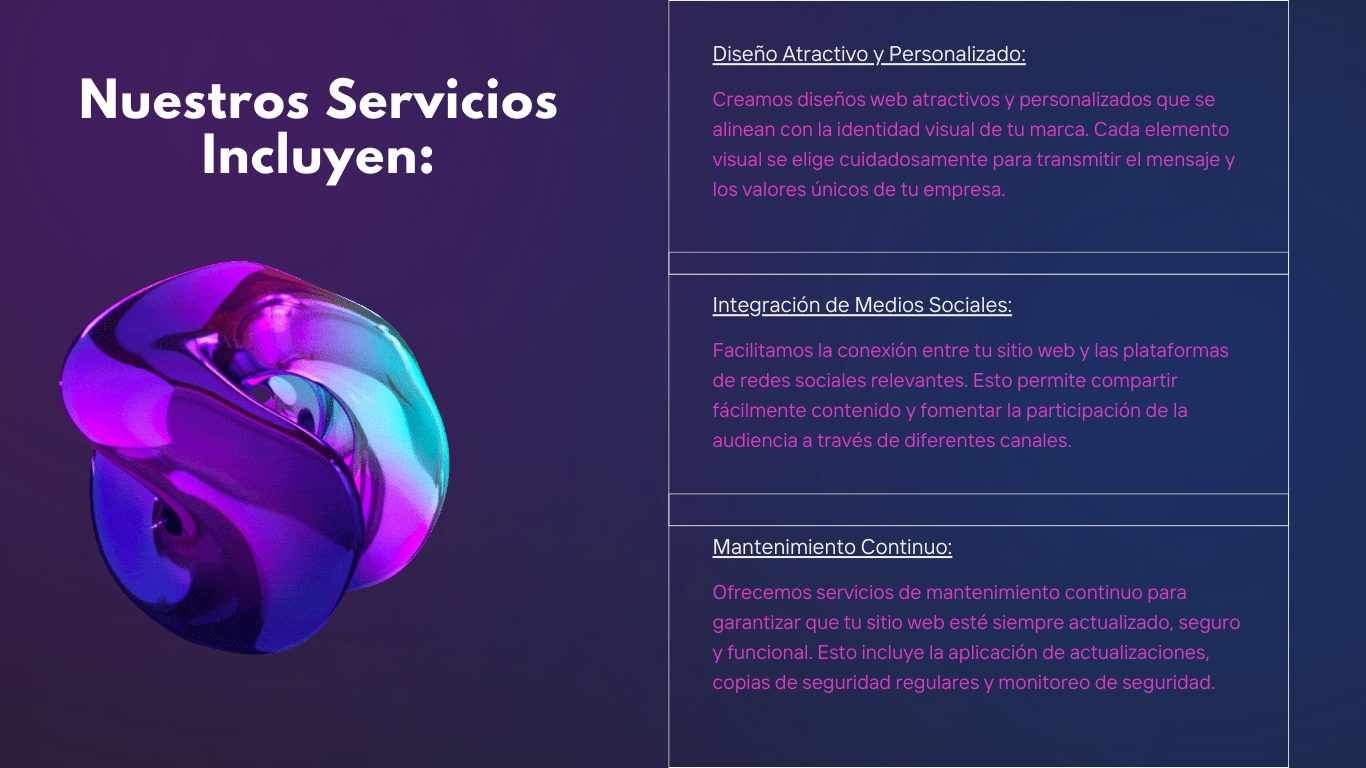 Nuestros Servicios
Incluyen:
Diseño Atractivo y Personalizado:
Creamos diseños web atractivos y personalizados que se
alinean con la identidad visual de tu marca. Cada elemento
visual se elige cuidadosamente para transmitir el mensaje y
los valores únicos de tu empresa.
Integración de Medios Sociales:
Facilitamos la conexión entre tu sitio web y las plataformas
de redes sociales relevantes. Esto permite compartir
fácilmente contenido y fomentar la participación de la
audiencia a través de diferentes canales.
Mantenimiento Continuo:
Ofrecemos servicios de mantenimiento continuo para
garantizar que tu sitio web esté siempre actualizado, seguro
y funcional. Esto incluye la aplicación de actualizaciones,
copias de seguridad regulares y monitoreo de seguridad.